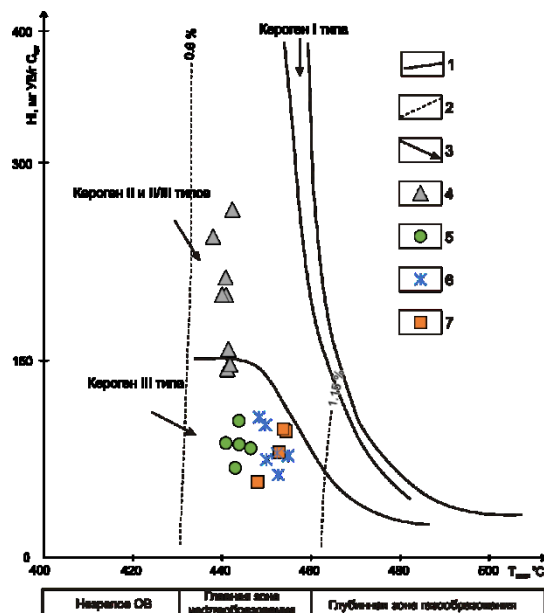 HI, мг УВ/г Сорг
400
300
150
0
0.6 %
Кероген I типа
Кероген II и II/III типов
Кероген III типа
1.15 %
1
2
3
4
5
6
7
400
420
440
460
480
600
Tmax, °C
Незрелое ОВ
Главная зона
нефтеобразования
Глубинная зона газообразования